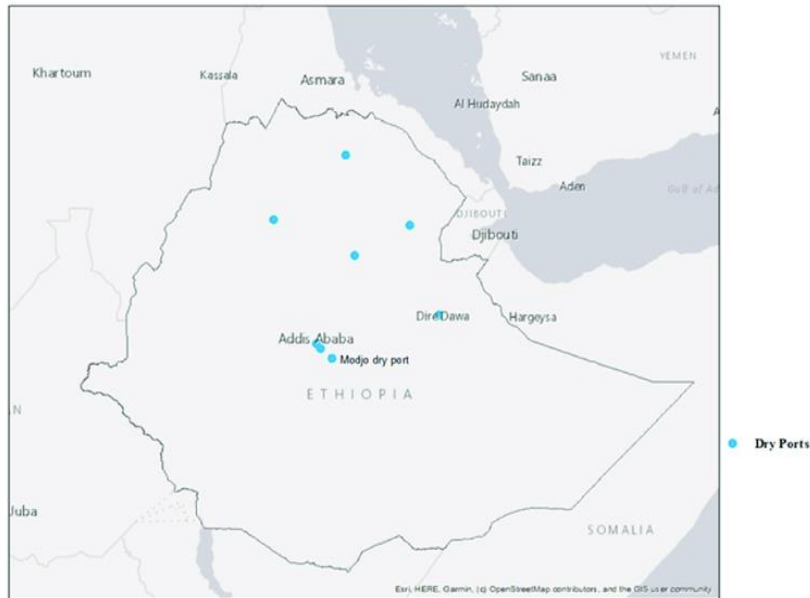 YEMEN
Khartoum
Kassala
Asmara
Sanaa
Al Hudaydah
A
Taizz
Aden
Gulf of Ad
DJIBOUTI
Djibouti
Dire Dawa
Hargeysa
Addis Ababa
Modjo dry port
ETHIOPIA
AN
Dry Ports
Juba
SOMALIA
Esri, HERE, Garmin, (c) OpenStreetMap contributors, and the GIS user community